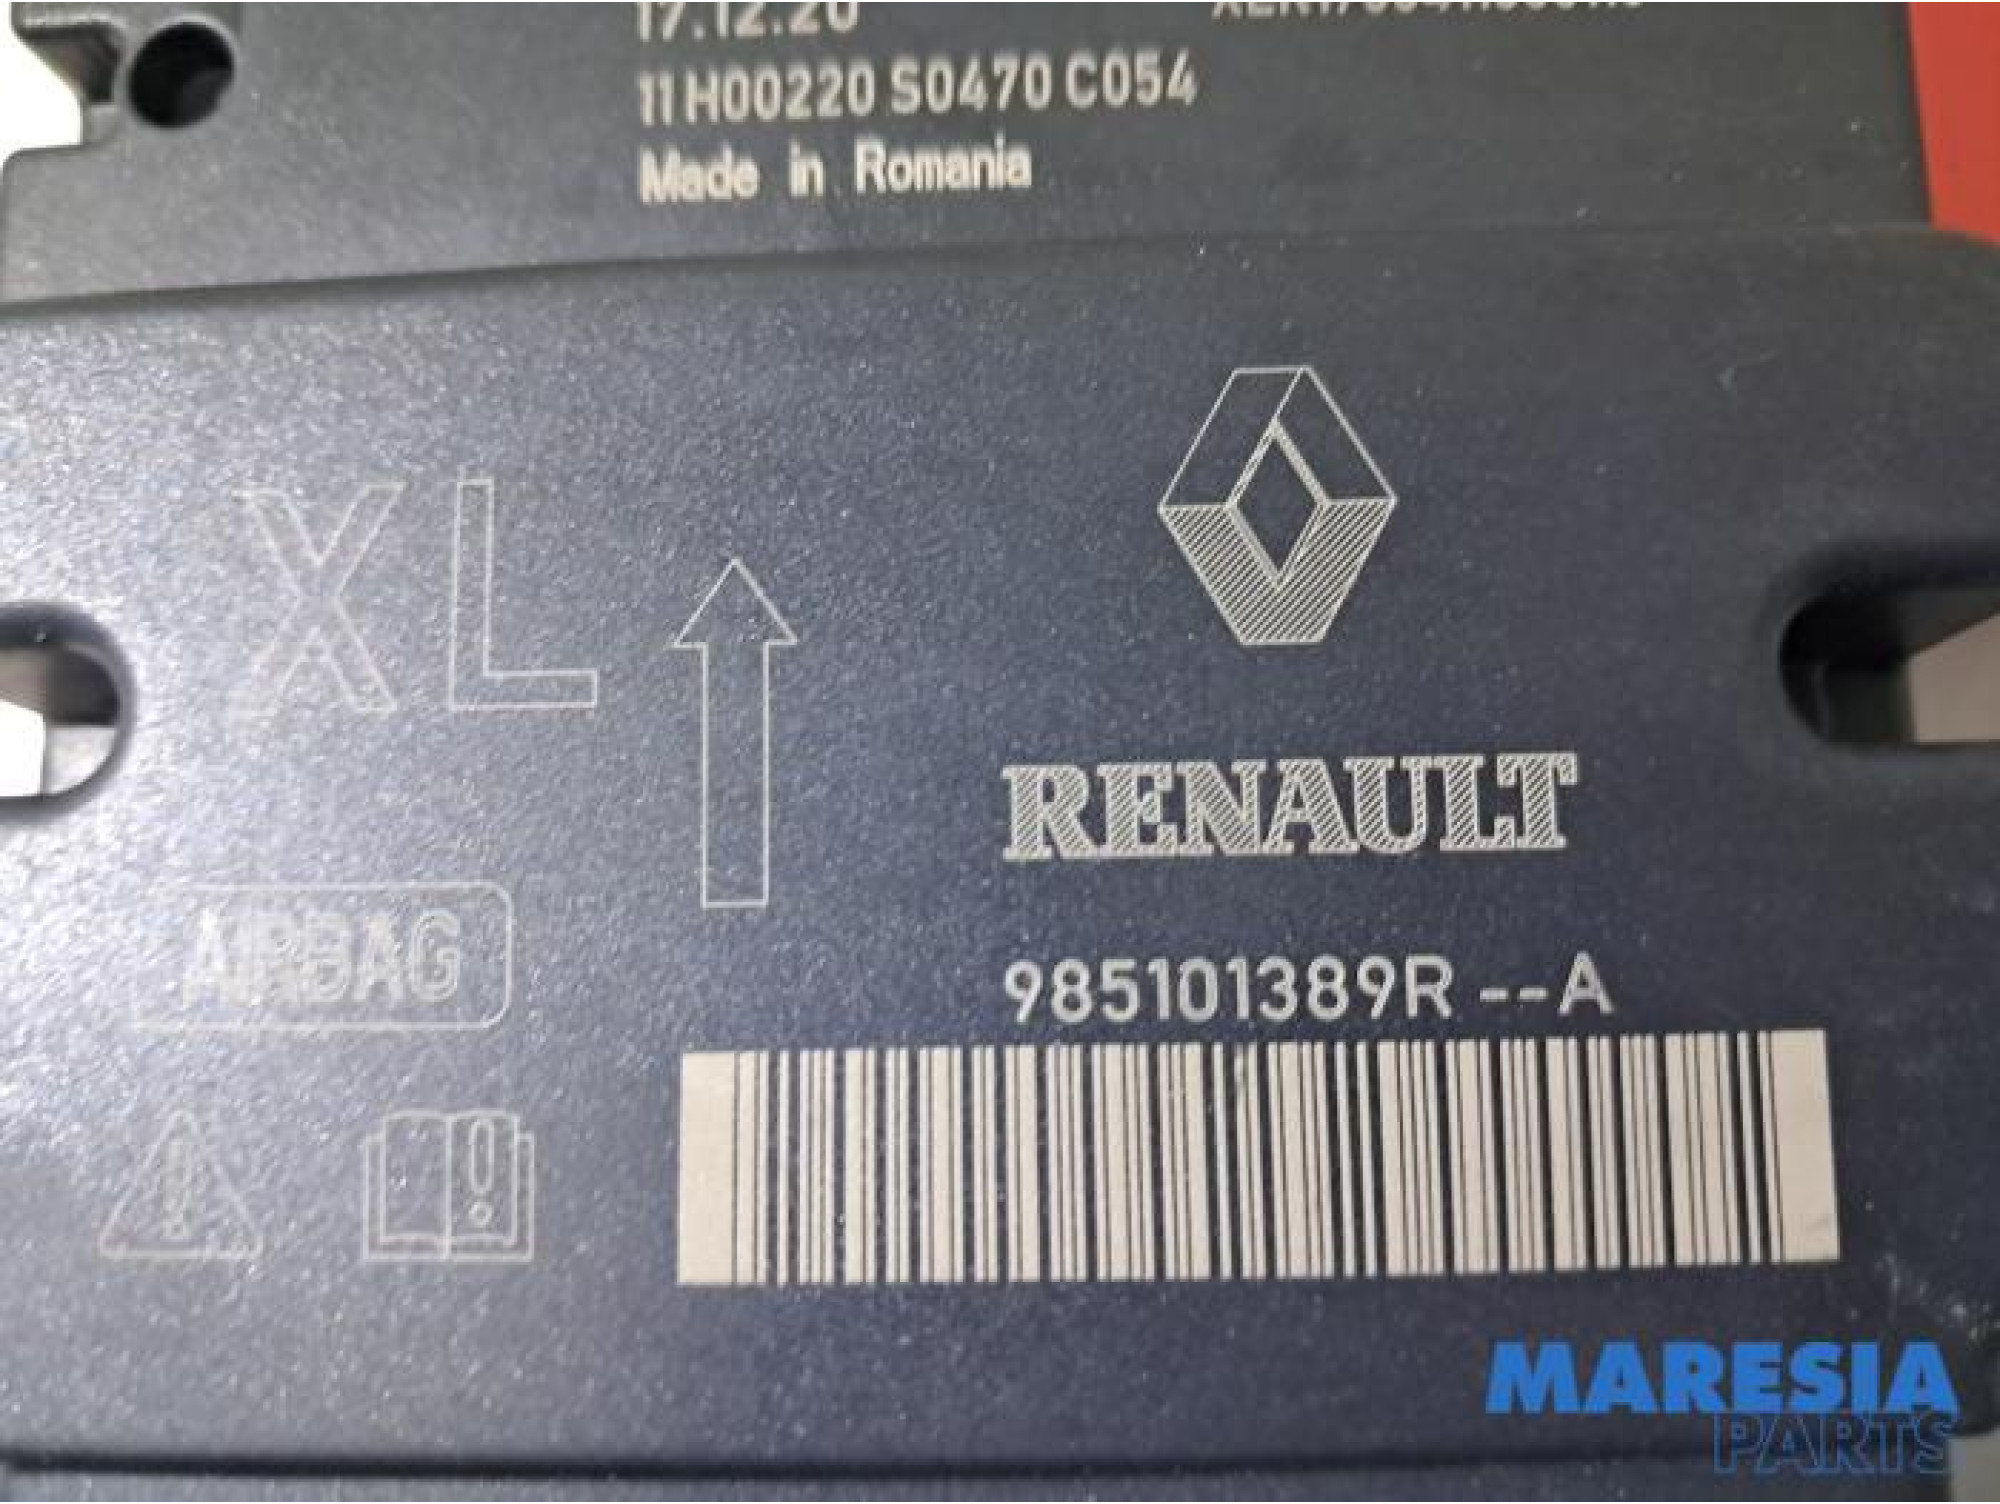 17.12.20
11H00220 S0470 C054
Made in Romania
XL
RENAULT
AIRBAG
985101389R --A
MARESIA
PARTS